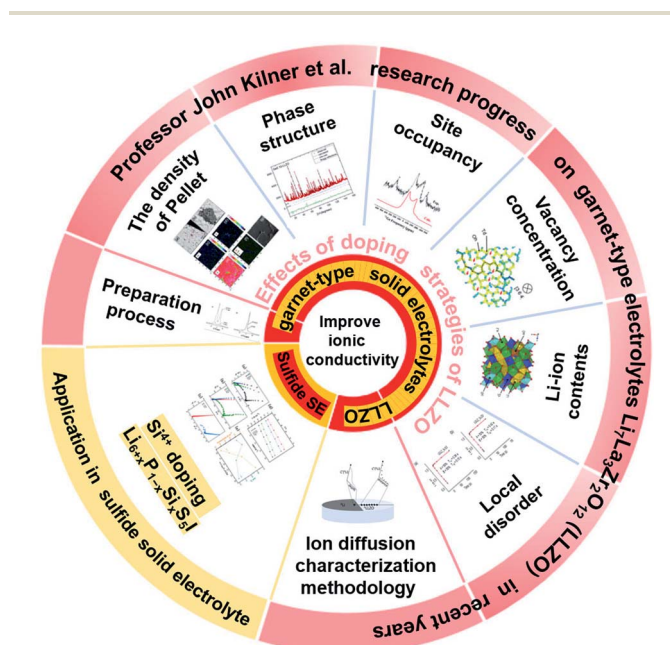 Professor John Kilner et al. research progress on garnet-type electrolytes Li₇La₃Zr₂O₁₂ (LLZO) in recent years
Application in sulfide solid electrolyte
Phase
structure
Site
occupancy
Vacancy
concentration
Li-ion
contents
Local
disorder
Ion diffusion
characterization
methodology
Si⁴⁺ doping
Li₆₊ₓP₁₋ₓSiₓS₅I
Preparation
process
The density
of Pellet
Effects of doping strategies of LLZO
garnet-type solid electrolytes
LLZO
Sulfide SE
Improve
ionic
conductivity